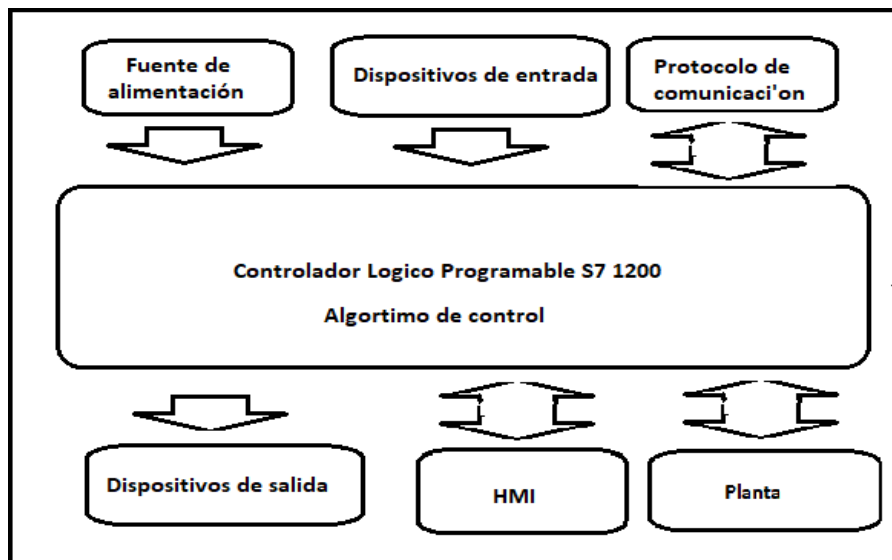 Fuente de
alimentación
Dispositivos de entrada
Protocolo de
comunicaci'on
Controlador Logico Programable S7 1200
Algortimo de control
Dispositivos de salida
HMI
Planta